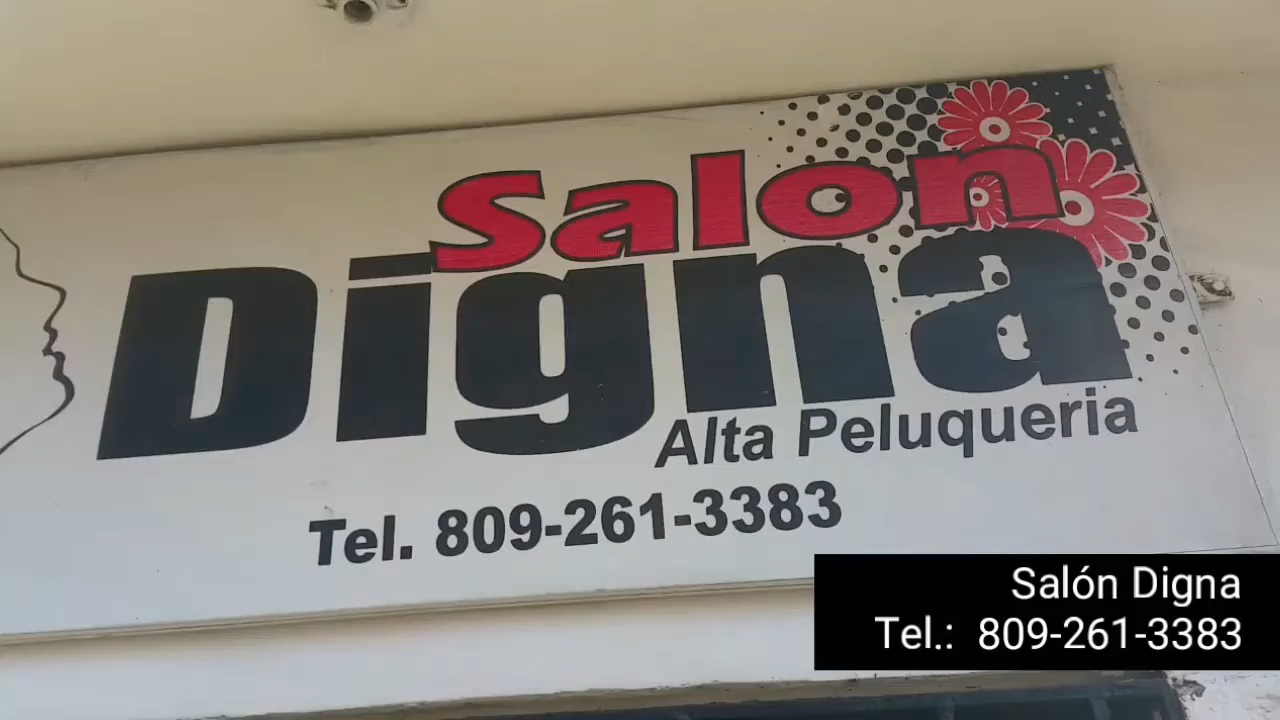 Salon
Digna
Alta Peluqueria
Tel. 809-261-3383
Salón Digna
Tel.: 809-261-3383